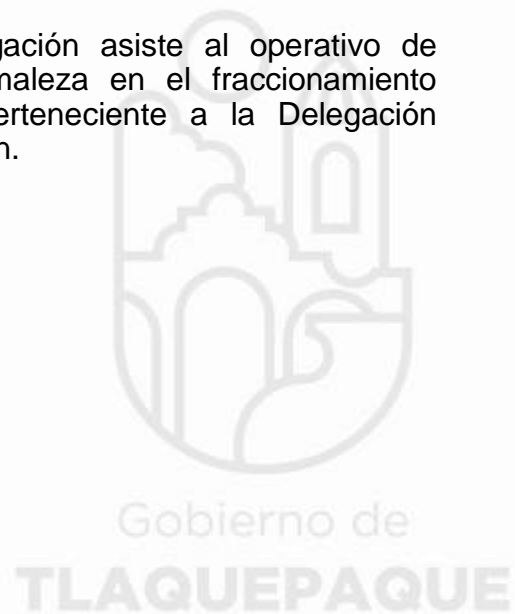 gación asiste al operativo de
maleza en el fraccionamiento
erteneciente a la Delegación
n.
Gobierno de
TLAQUEPAQUE